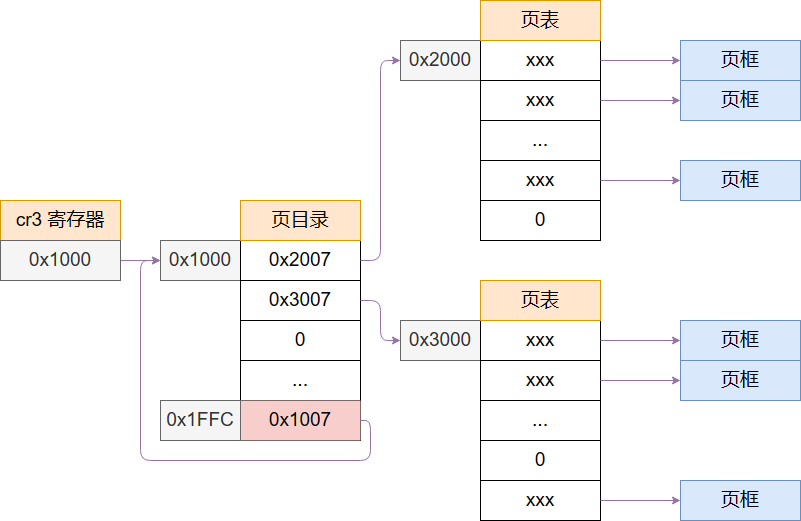 cr3 寄存器
0x1000
页目录
0x1000
0x2007
0x3007
0
...
0x1FFC
0x1007
页表
0x2000
xxx
xxx
...
xxx
0
页框
页框
页框
页表
0x3000
xxx
xxx
...
0
xxx
页框
页框
页框